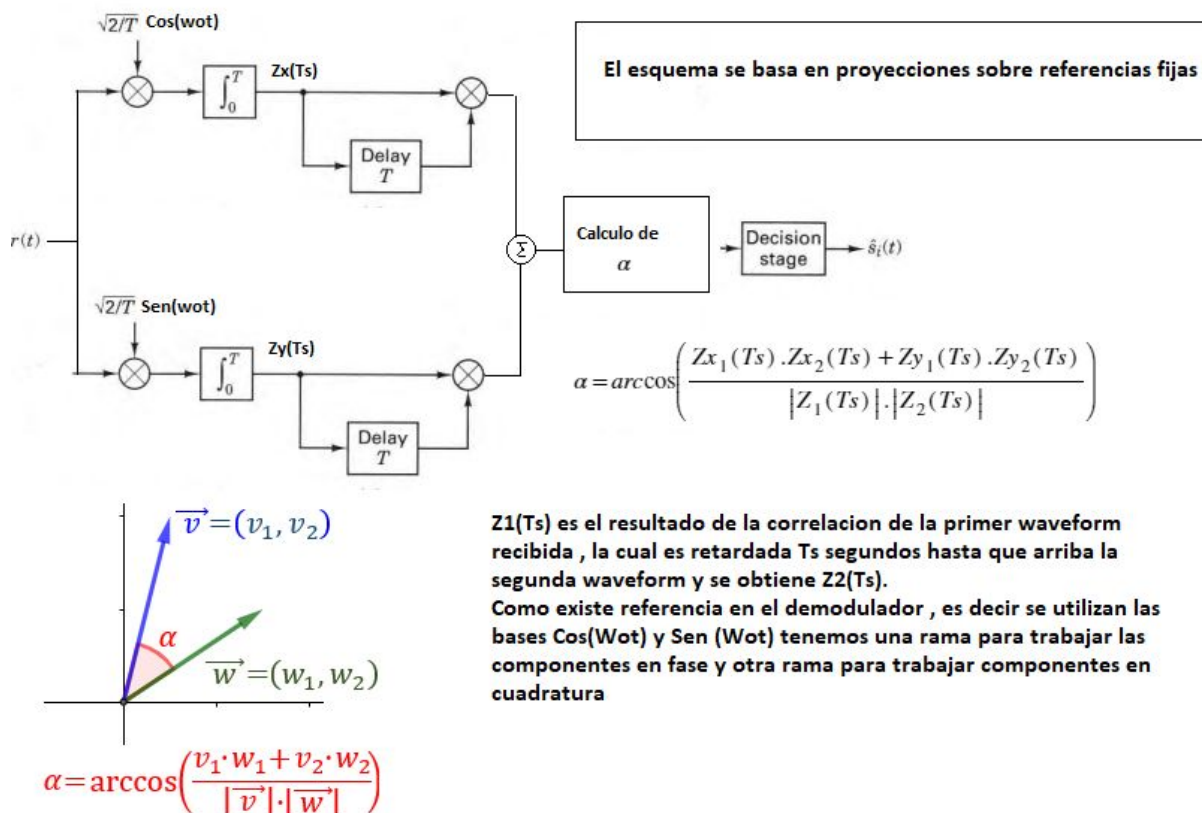 √2/T Cos(wot)
Zx(Ts)
∫₀ᵀ
Delay
T
El esquema se basa en proyecciones sobre referencias fijas
r(t)
Σ
Calculo de
α
Decision
stage
ŝᵢ(t)
√2/T Sen(wot)
Zy(Ts)
∫₀ᵀ
Delay
T
α = arccos( (Zx₁(Ts) . Zx₂(Ts) + Zy₁(Ts) . Zy₂(Ts)) / (|Z₁(Ts)| . |Z₂(Ts)|) )
v⃗ = (v₁, v₂)
α
w⃗ = (w₁, w₂)
α = arccos( (v₁·w₁ + v₂·w₂) / (|v⃗|·|w⃗|) )
Z1(Ts) es el resultado de la correlacion de la primer waveform
recibida , la cual es retardada Ts segundos hasta que arriba la
segunda waveform y se obtiene Z2(Ts).
Como existe referencia en el demodulador , es decir se utilizan las
bases Cos(Wot) y Sen (Wot) tenemos una rama para trabajar las
componentes en fase y otra rama para trabajar componentes en
cuadratura